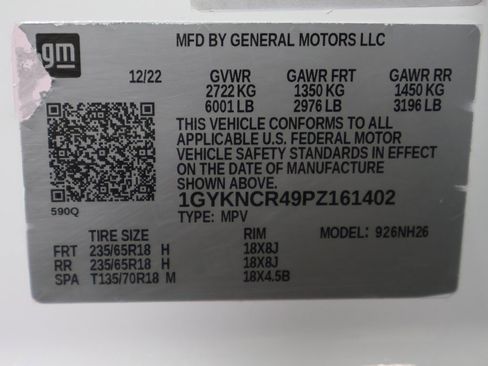 gm
MFD BY GENERAL MOTORS LLC
12/22 GVWR GAWR FRT GAWR RR
2722 KG 1350 KG 1450 KG
6001 LB 2976 LB 3196 LB
THIS VEHICLE CONFORMS TO ALL
APPLICABLE U.S. FEDERAL MOTOR
VEHICLE SAFETY STANDARDS IN EFFECT
ON THE DATE OF MANUFACTURE
SHOWN ABOVE.
590Q
1GYKNCR49PZ161402
TYPE: MPV
TIRE SIZE RIM MODEL: 926NH26
FRT 235/65R18 H 18X8J
RR 235/65R18 H 18X8J
SPA T135/70R18 M 18X4.5B